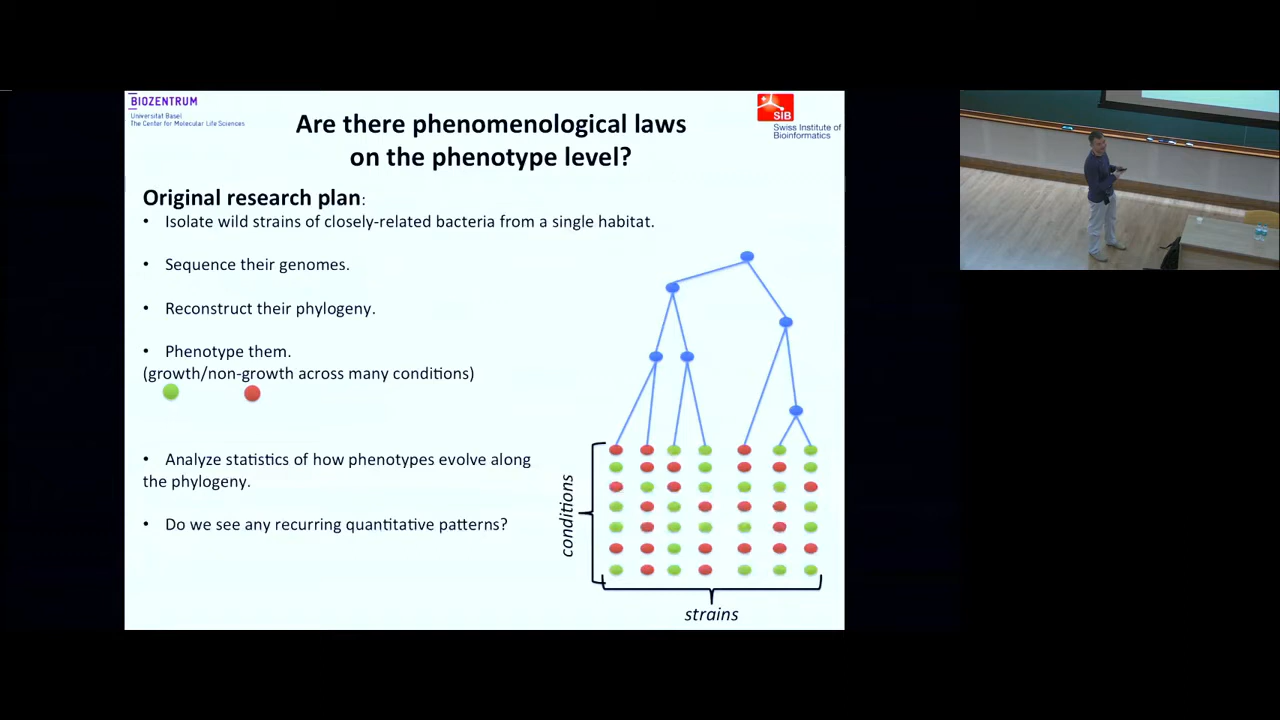 BIOZENTRUM
Universität Basel
The Center for Molecular Life Sciences
SIB
Swiss Institute of
Bioinformatics
Are there phenomenological laws
on the phenotype level?
Original research plan:
• Isolate wild strains of closely-related bacteria from a single habitat.
• Sequence their genomes.
• Reconstruct their phylogeny.
• Phenotype them.
(growth/non-growth across many conditions)
• Analyze statistics of how phenotypes evolve along
the phylogeny.
• Do we see any recurring quantitative patterns?
conditions
strains